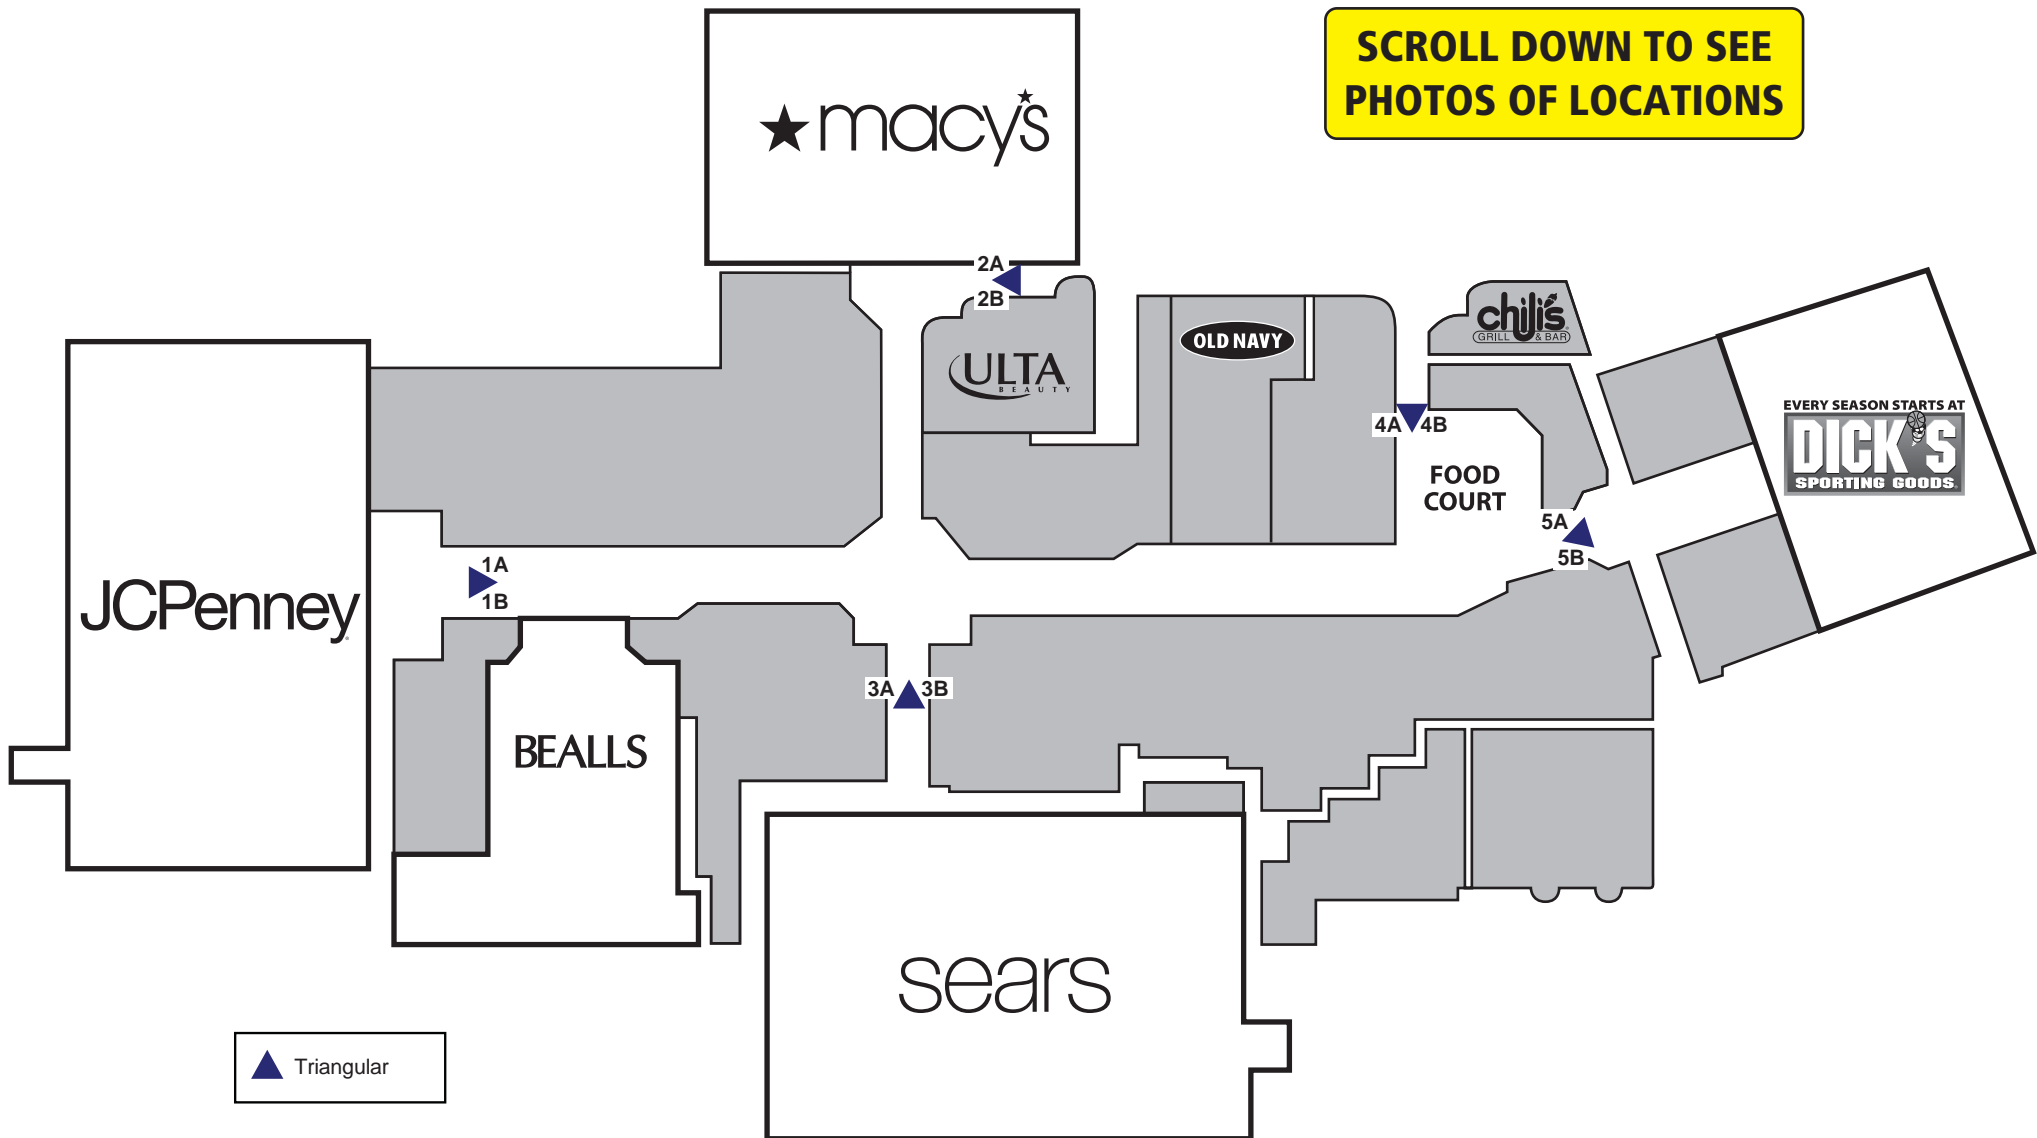 SCROLL DOWN TO SEE
PHOTOS OF LOCATIONS
macy's
2A
2B
ULTA
BEAUTY
OLD NAVY
chili's
GRILL & BAR
EVERY SEASON STARTS AT
DICK'S
SPORTING GOODS
4A
4B
FOOD
COURT
5A
5B
1A
1B
JCPenney
3A
3B
BEALLS
sears
Triangular